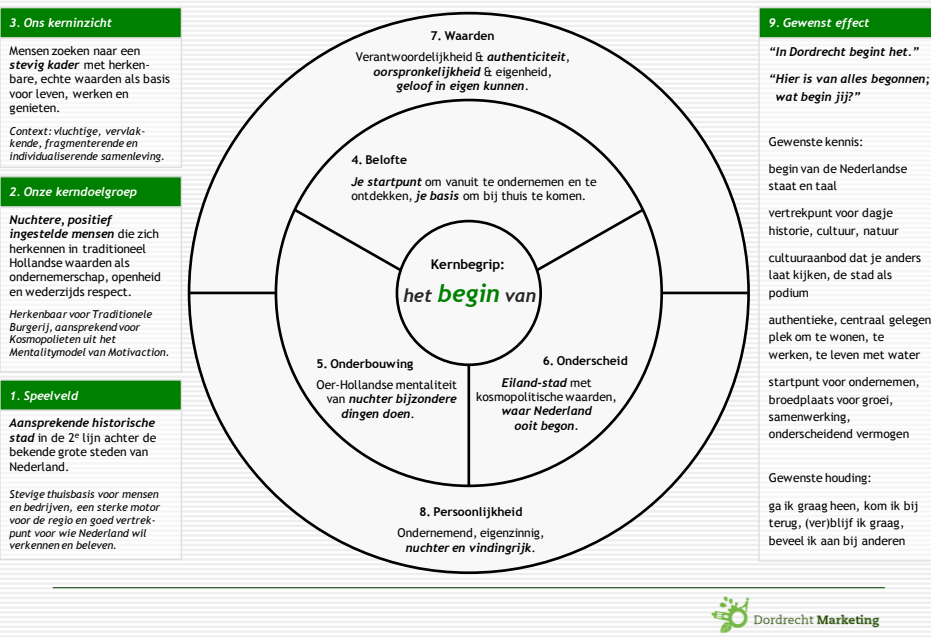 3. Ons kerninzicht
Mensen zoeken naar een
stevig kader met herken-
bare, echte waarden als basis
voor leven, werken en
genieten.
Context: vluchtige, vervlak-
kende, fragmenterende en
individualiserende samenleving.
2. Onze kerndoelgroep
Nuchtere, positief
ingestelde mensen die zich
herkennen in traditioneel
Hollandse waarden als
ondernemerschap, openheid
en wederzijds respect.
Herkenbaar voor Traditionele
Burgerij, aansprekend voor
Kosmopolieten uit het
Mentalitymodel van Motivaction.
1. Speelveld
Aansprekende historische
stad in de 2e lijn achter de
bekende grote steden van
Nederland.
Stevige thuisbasis voor mensen
en bedrijven, een sterke motor
voor de regio en goed vertrek-
punt voor wie Nederland wil
verkennen en beleven.
7. Waarden
Verantwoordelijkheid & authenticiteit,
oorspronkelijkheid & eigenheid,
geloof in eigen kunnen.
4. Belofte
Je startpunt om vanuit te ondernemen en te
ontdekken, je basis om bij thuis te komen.
Kernbegrip:
het begin van
5. Onderbouwing
Oer-Hollandse mentaliteit
van nuchter bijzondere
dingen doen.
6. Onderscheid
Eiland-stad met
kosmopolitische waarden,
waar Nederland
ooit begon.
8. Persoonlijkheid
Ondernemend, eigenzinnig,
nuchter en vindingrijk.
9. Gewenst effect
“In Dordrecht begint het.”
“Hier is van alles begonnen;
wat begin jij?”
Gewenste kennis:
begin van de Nederlandse
staat en taal
vertrekpunt voor dagje
historie, cultuur, natuur
cultuuraanbod dat je anders
laat kijken, de stad als
podium
authentieke, centraal gelegen
plek om te wonen, te
werken, te leven met water
startpunt voor ondernemen,
broedplaats voor groei,
samenwerking,
onderscheidend vermogen
Gewenste houding:
ga ik graag heen, kom ik bij
terug, (ver)blijf ik graag,
beveel ik aan bij anderen
Dordrecht Marketing